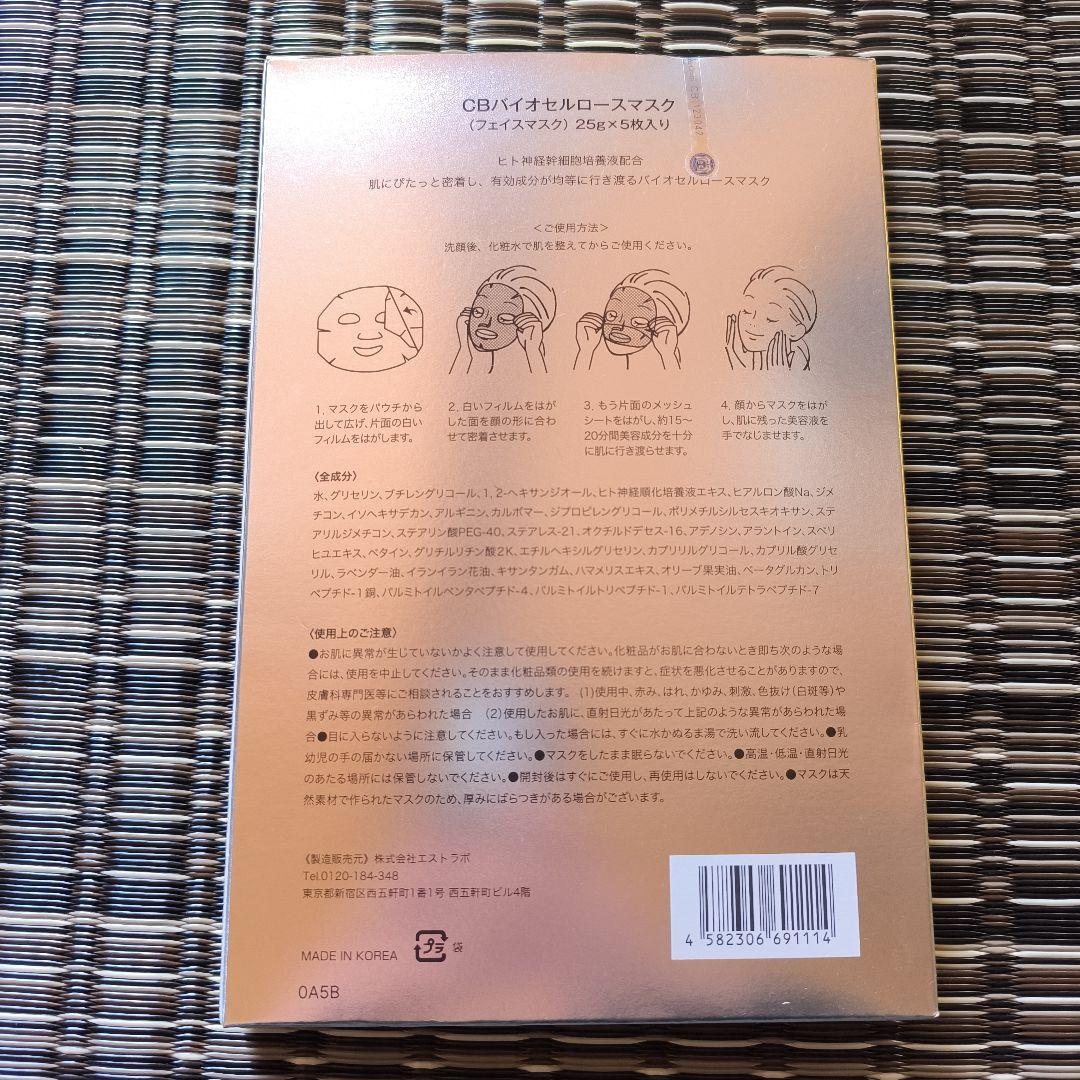 CBバイオセルロースマスク
（フェイスマスク）25g×5枚入り
ヒト神経幹細胞培養液配合
肌にぴたっと密着し、有効成分が均等に行き渡るバイオセルロースマスク
＜ご使用方法＞
洗顔後、化粧水で肌を整えてからご使用ください。
1. マスクをパウチから
出して広げ、片面の白い
フィルムをはがします。
2. 白いフィルムをはが
した面を顔の形に合わ
せて密着させます。
3. もう片面のメッシュ
シートをはがし、約15〜
20分間美容成分を十分
に肌に行き渡らせます。
4. 顔からマスクをはが
し、肌に残った美容液を
手でなじませます。
〈全成分〉
水、グリセリン、ブチレングリコール、1, 2-ヘキサンジオール、ヒト神経順化培養液エキス、ヒアルロン酸Na、ジメ
チコン、イソヘキサデカン、アルギニン、カルボマー、ジプロピレングリコール、ポリメチルシルセスキオキサン、ステ
アリルジメチコン、ステアリン酸PEG-40、ステアレス-21、オクチルドデセス-16、アデノシン、アラントイン、スベリ
ヒユエキス、ベタイン、グリチルリチン酸2K、エチルヘキシルグリセリン、カプリリルグリコール、カプリル酸グリセ
リル、ラベンダー油、イランイラン花油、キサンタンガム、ハマメリスエキス、オリーブ果実油、ベータグルカン、トリ
ペプチド-1銅、パルミトイルペンタペプチド-4、パルミトイルトリペプチド-1、パルミトイルテトラペプチド-7
〈使用上のご注意〉
●お肌に異常が生じていないかよく注意して使用してください。化粧品がお肌に合わないとき即ち次のような場
合には、使用を中止してください。そのまま化粧品類の使用を続けますと、症状を悪化させることがありますので、
皮膚科専門医等にご相談されることをおすすめします。 (1)使用中、赤み、はれ、かゆみ、刺激、色抜け(白斑等)や
黒ずみ等の異常があらわれた場合 （2)使用したお肌に、直射日光があたって上記のような異常があらわれた場
合●目に入らないように注意してください。もし入った場合には、すぐに水かぬるま湯で洗い流してください。●乳
幼児の手の届かない場所に保管してください。●マスクをしたまま眠らないでください。●高温・低温・直射日光
のあたる場所には保管しないでください。●開封後はすぐにご使用し、再使用はしないでください。●マスクは天
然素材で作られたマスクのため、厚みにばらつきがある場合がございます。
《製造販売元》株式会社エストラボ
Tel.0120-184-348
東京都新宿区西五軒町1番1号 西五軒町ビル4階
MADE IN KOREA
プラ
袋
4 582306 691114
0A5B